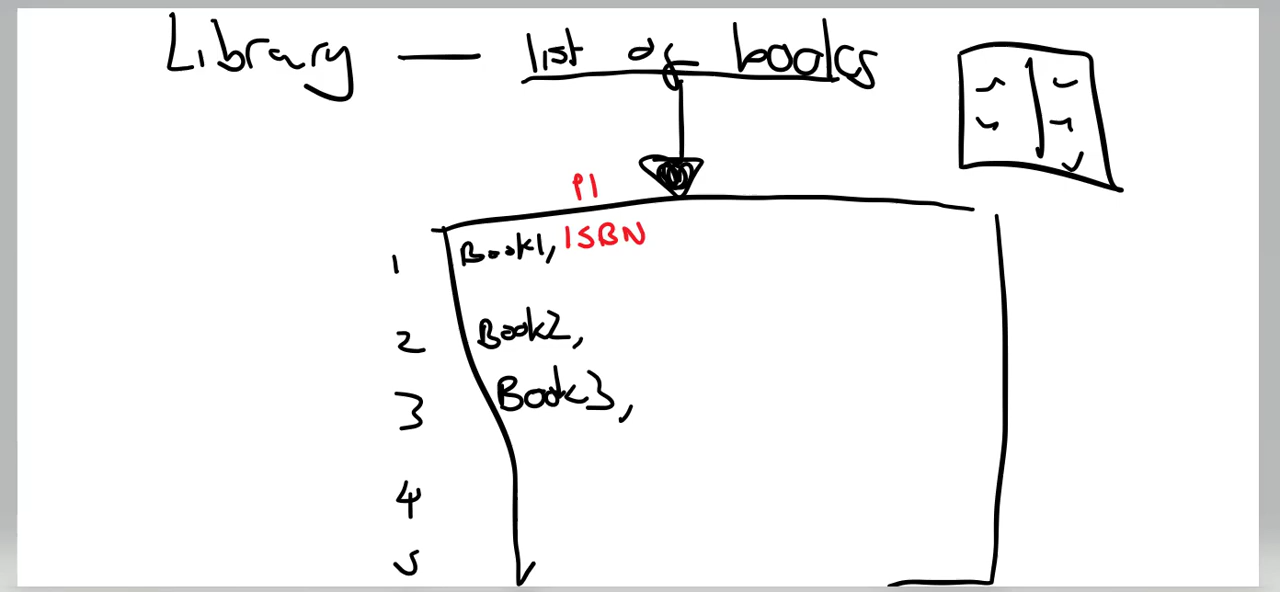 Library — list of books
P1
1 Book1, ISBN
2 Book2,
3 Book3,
4
5